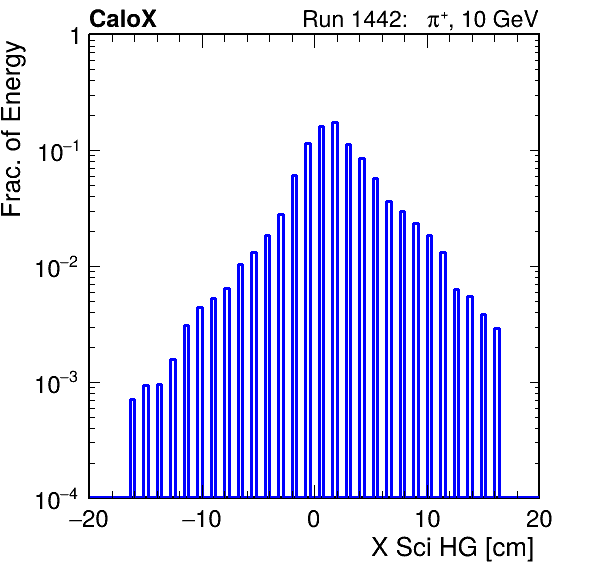 CaloX Run 1442: π⁺, 10 GeV
Frac. of Energy
1
10⁻¹
10⁻²
10⁻³
10⁻⁴
−20 −10 0 10 20
X Sci HG [cm]